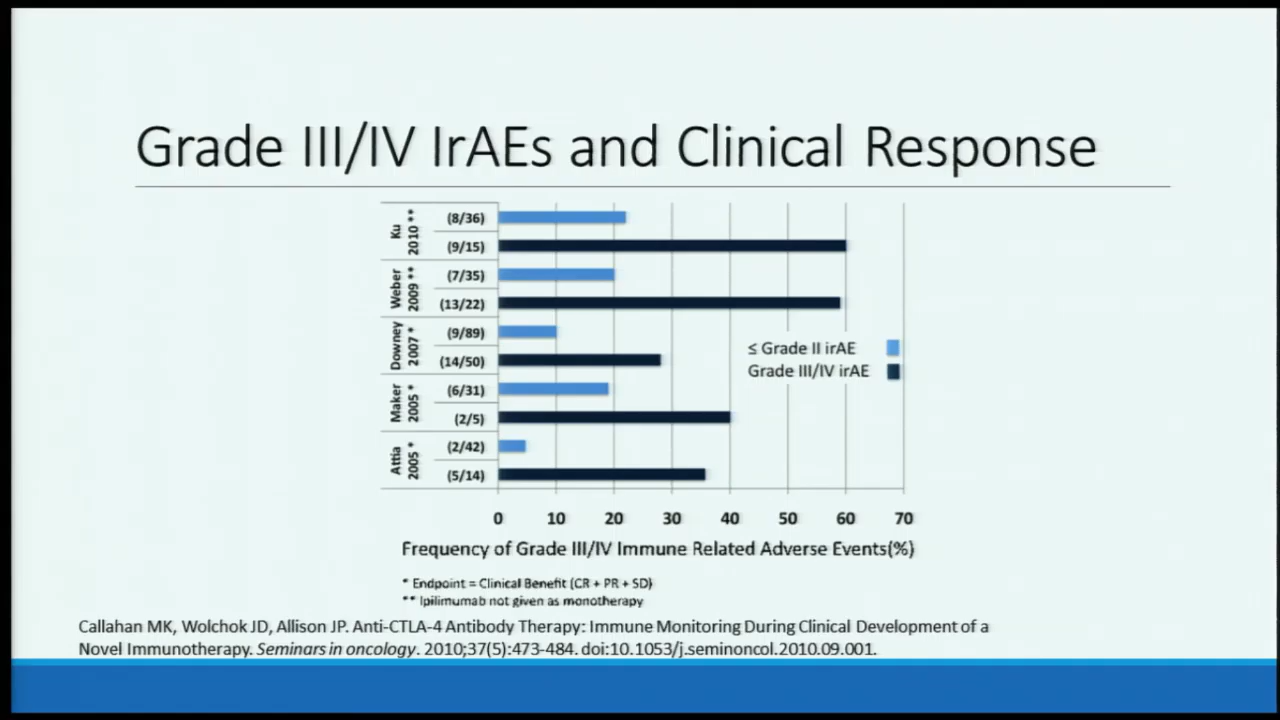 Grade III/IV IrAEs and Clinical Response
Ku
2010 **
(8/36)
(9/15)
Weber
2009 **
(7/35)
(13/22)
Downey
2007 *
(9/89)
(14/50)
Maker
2005 *
(6/31)
(2/5)
Attia
2005 *
(2/42)
(5/14)
≤ Grade II irAE
Grade III/IV irAE
0 10 20 30 40 50 60 70
Frequency of Grade III/IV Immune Related Adverse Events(%)
* Endpoint = Clinical Benefit (CR + PR + SD)
** Ipilimumab not given as monotherapy
Callahan MK, Wolchok JD, Allison JP. Anti-CTLA-4 Antibody Therapy: Immune Monitoring During Clinical Development of a
Novel Immunotherapy. Seminars in oncology. 2010;37(5):473-484. doi:10.1053/j.seminoncol.2010.09.001.